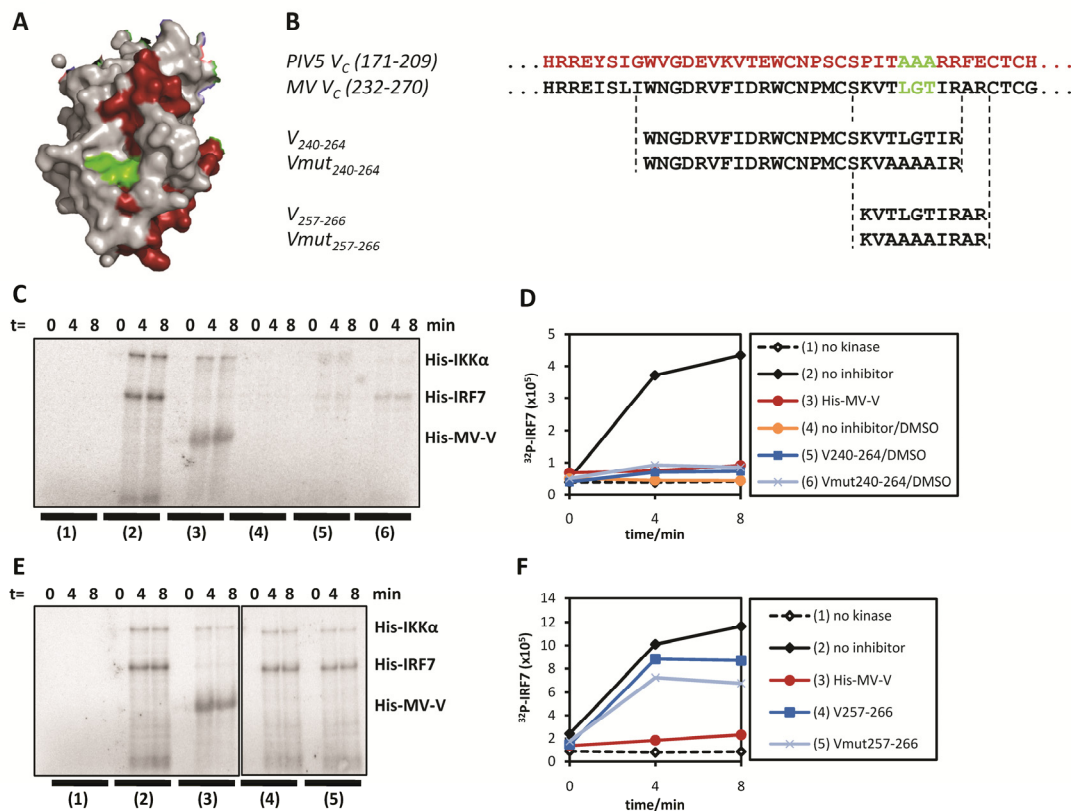 A
B
PIV5 VC (171-209) ...HRREYSIGWVGDEVKVTEWCNPSCSPITAAARRFECTCH...
MV VC (232-270) ...HRREISLIWNGDRVFIDRWCNPMCSKVTLGTIRARCTCG...
V240-264 WNGDRVFIDRWCNPMCSKVTLGTIR
Vmut240-264 WNGDRVFIDRWCNPMCSKVAAAAIR
V257-266 KVTLGTIRAR
Vmut257-266 KVAAAAIRAR
C
t= 0 4 8 0 4 8 0 4 8 0 4 8 0 4 8 0 4 8 min
His-IKKα
His-IRF7
His-MV-V
(1) (2) (3) (4) (5) (6)
D
32P-IRF7 (x10⁵)
5
4
3
2
1
0
0 4 8
time/min
(1) no kinase
(2) no inhibitor
(3) His-MV-V
(4) no inhibitor/DMSO
(5) V240-264/DMSO
(6) Vmut240-264/DMSO
E
t= 0 4 8 0 4 8 0 4 8 0 4 8 0 4 8 min
His-IKKα
His-IRF7
His-MV-V
(1) (2) (3) (4) (5)
F
32P-IRF7 (x10⁵)
14
12
10
8
6
4
2
0
0 4 8
time/min
(1) no kinase
(2) no inhibitor
(3) His-MV-V
(4) V257-266
(5) Vmut257-266